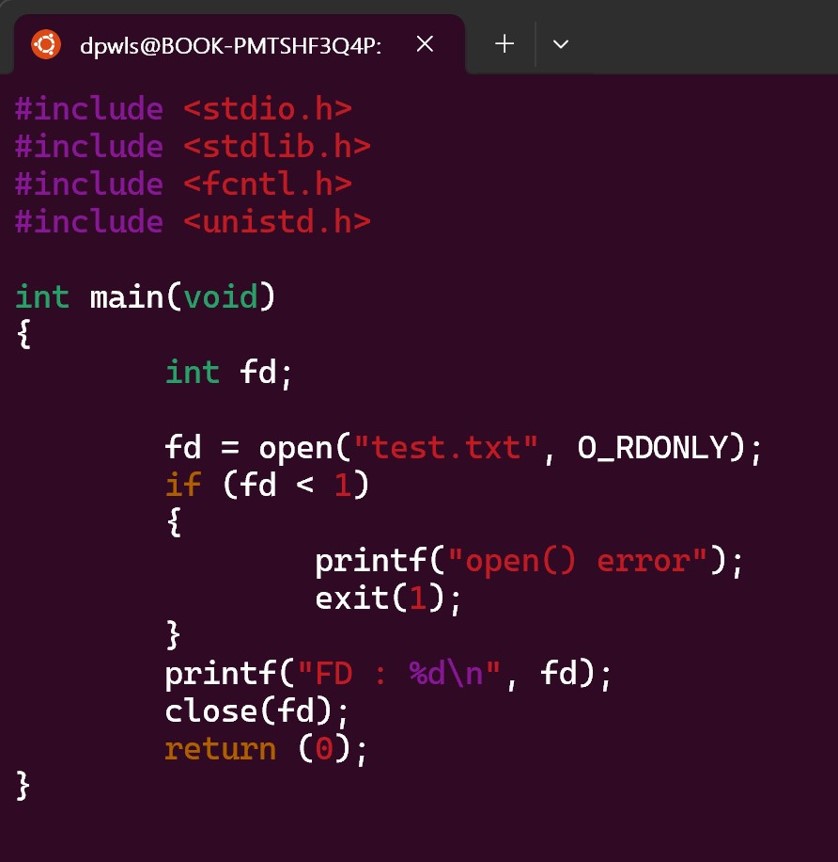 dpwls@BOOK-PMTSHF3Q4P:
#include <stdio.h>
#include <stdlib.h>
#include <fcntl.h>
#include <unistd.h>
int main(void)
{
int fd;
fd = open("test.txt", O_RDONLY);
if (fd < 1)
{
printf("open() error");
exit(1);
}
printf("FD : %d\n", fd);
close(fd);
return (0);
}